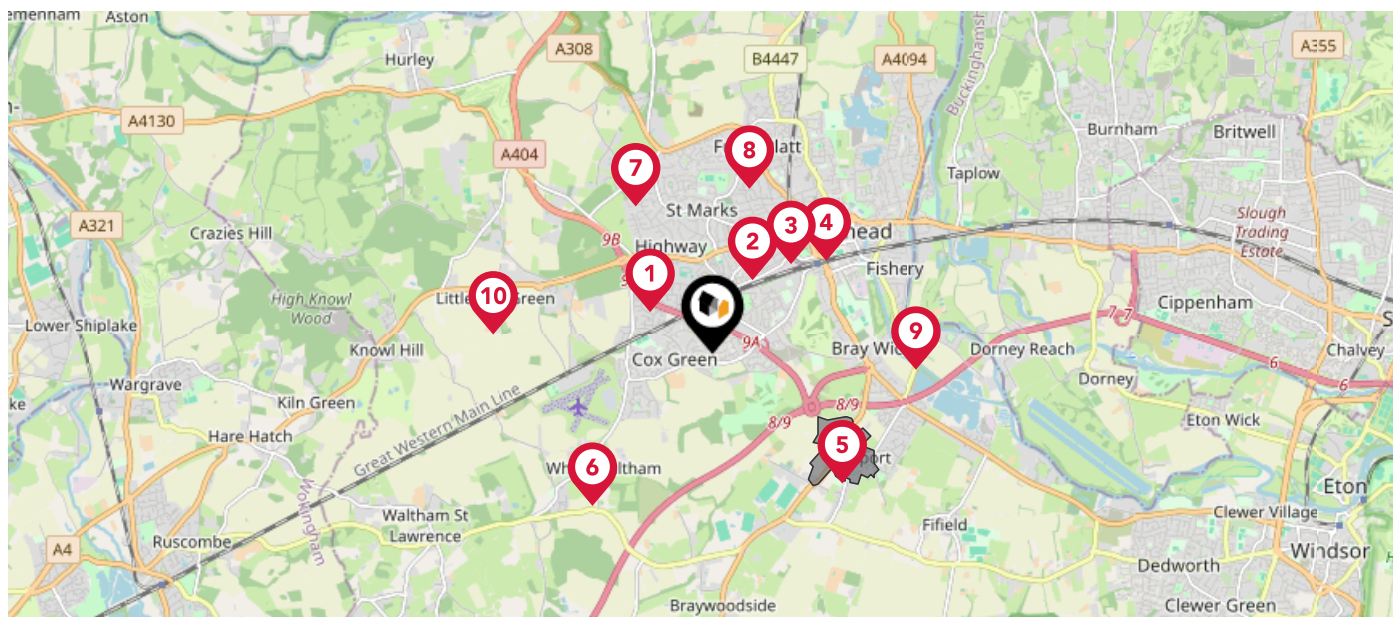 Aston
Hurley
A308
B4447
A4094
A355
A4130
Burnham
Britwell
Buckinghamsh
A404
7
8
Taplow
A321
St Marks
Crazies Hill
9B
Highway
2
3
4
head
Slough
Trading
Estate
Fishery
1
10
High Knowl
Wood
Cippenham
7
7
Lower Shiplake
Knowl Hill
Cox Green
9A
9
Dorney Reach
Chalvey
6
6
Wargrave
Dorney
Kiln Green
8/9
8/9
Eton Wick
Hare Hatch
Great Western Main Line
5
6
Eton
Wokingham
Waltham St
Lawrence
Fifield
Clewer Village
A4
Ruscombe
Windsor
Dedworth
Braywoodside
Clewer Green